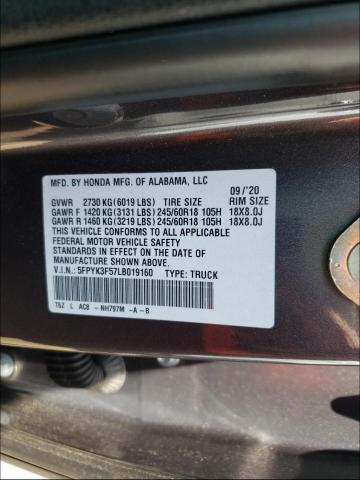 MFD. BY HONDA MFG. OF ALABAMA, LLC 09/'20
GVWR 2730 KG(6019 LBS) TIRE SIZE RIM SIZE
GAWR F 1420 KG(3131 LBS) 245/60R18 105H 18X8.0J
GAWR R 1460 KG(3219 LBS) 245/60R18 105H 18X8.0J
THIS VEHICLE CONFORMS TO ALL APPLICABLE
FEDERAL MOTOR-VEHICLE SAFETY
STANDARDS IN EFFECT ON THE DATE OF
MANUFACTURE SHOWN ABOVE.
V.I.N.: 5FPYK3F57LB019160 TYPE: TRUCK
T6Z L AC8 -NH797M -A-B